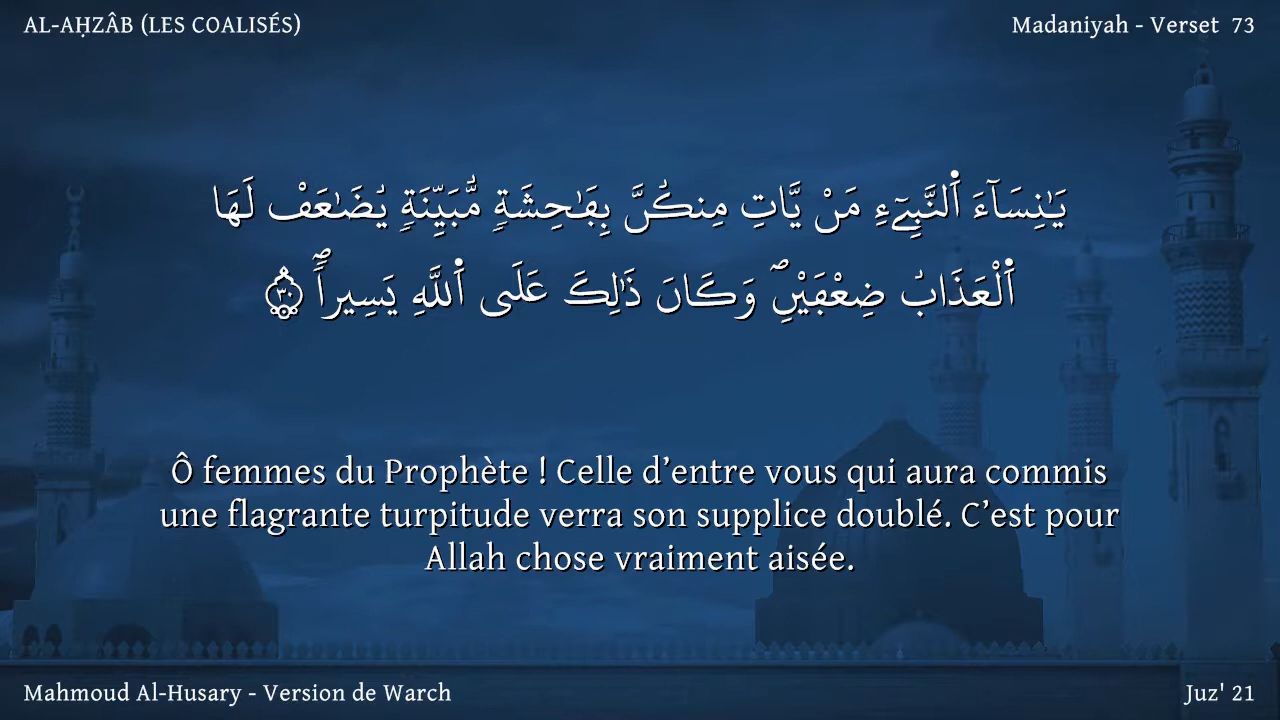 AL-AḤZÂB (LES COALISÉS)
Madaniyah - Verset 73
يَٰنِسَآءَ اَ۬لنَّبِےٓءِ مَنْ يَّاتِ مِنكُنَّ بِفَٰحِشَةٖ مُّبَيِّنَةٖ يُضَٰعَفْ لَهَا
اَ۬لْعَذَابُ ضِعْفَيْنِۖ وَكَانَ ذَٰلِكَ عَلَى اَ۬للَّهِ يَسِيراٗۖ ٣٠
Ô femmes du Prophète ! Celle d’entre vous qui aura commis
une flagrante turpitude verra son supplice doublé. C’est pour
Allah chose vraiment aisée.
Mahmoud Al-Husary - Version de Warch
Juz' 21